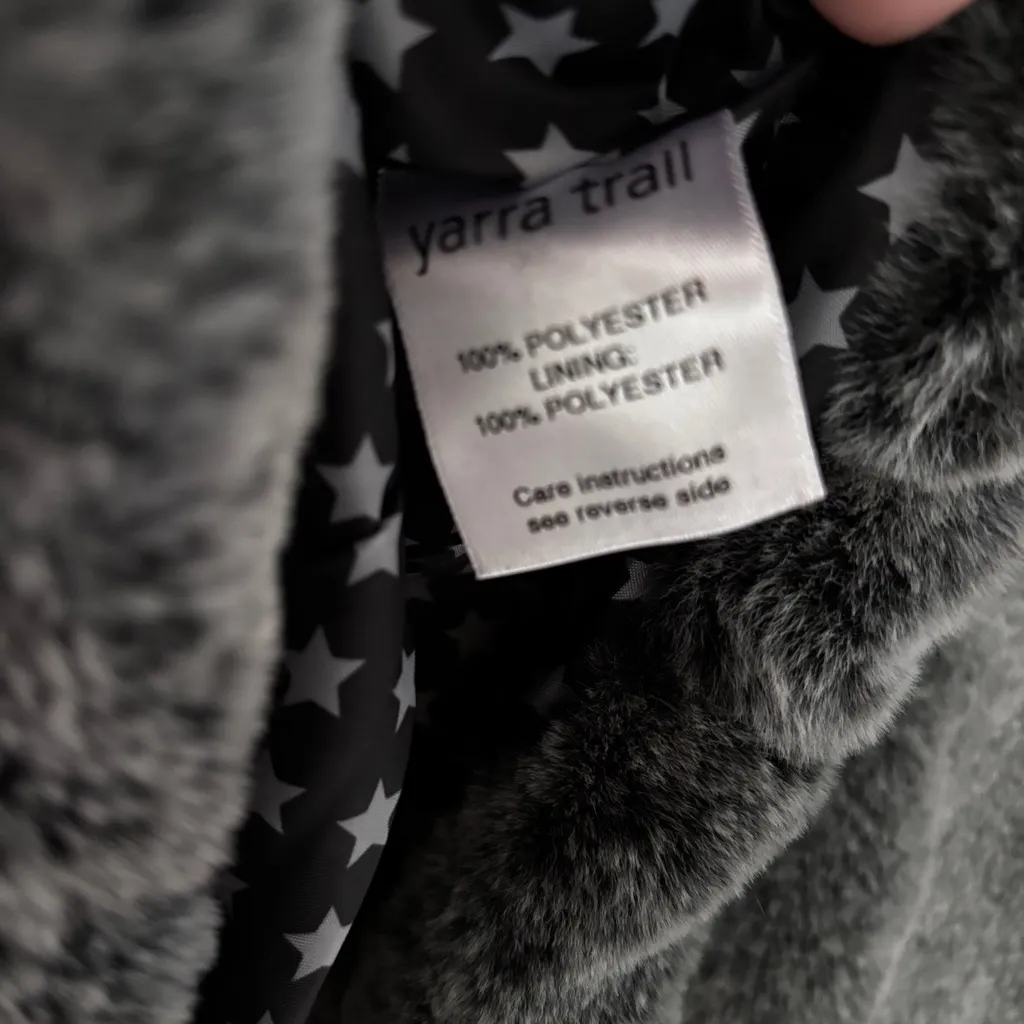 yarra trail
100% POLYESTER
LINING:
100% POLYESTER
Care instructions
see reverse side